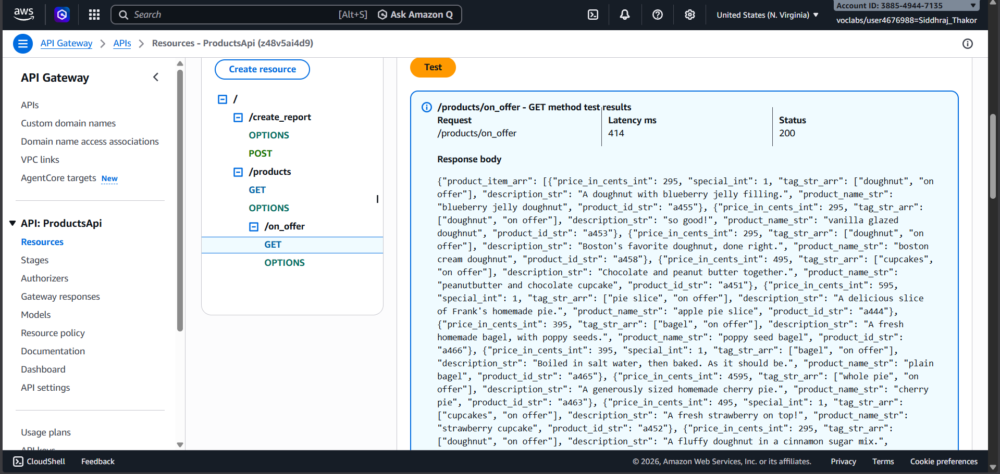 aws
Search
[Alt+S]
Ask Amazon Q
United States (N. Virginia)
Account ID: 3885-4944-7135
voclabs/user4676988=Siddhraj_Thakor
API Gateway
APIs
Resources - ProductsApi (z48v5ai4d9)
API Gateway
APIs
Custom domain names
Domain name access associations
VPC links
AgentCore targets New
API: ProductsApi
Resources
Stages
Authorizers
Gateway responses
Models
Resource policy
Documentation
Dashboard
API settings
Usage plans
API keys
Create resource
/
/create_report
OPTIONS
POST
/products
GET
OPTIONS
/on_offer
GET
OPTIONS
Test
/products/on_offer - GET method test results
Request
/products/on_offer
Latency ms
414
Status
200
Response body
{"product_item_arr": [{"price_in_cents_int": 295, "special_int": 1, "tag_str_arr": ["doughnut", "on
offer"], "description_str": "A doughnut with blueberry jelly filling.", "product_name_str":
"blueberry jelly doughnut", "product_id_str": "a455"}, {"price_in_cents_int": 295, "tag_str_arr":
["doughnut", "on offer"], "description_str": "so good!", "product_name_str": "vanilla glazed
doughnut", "product_id_str": "a453"}, {"price_in_cents_int": 295, "tag_str_arr": ["doughnut", "on
offer"], "description_str": "Boston's favorite doughnut, done right.", "product_name_str": "boston
cream doughnut", "product_id_str": "a458"}, {"price_in_cents_int": 495, "tag_str_arr": ["cupcakes",
"on offer"], "description_str": "Chocolate and peanut butter together.", "product_name_str":
"peanutbutter and chocolate cupcake", "product_id_str": "a451"}, {"price_in_cents_int": 595,
"special_int": 1, "tag_str_arr": ["pie slice", "on offer"], "description_str": "A delicious slice
of Frank's homemade pie.", "product_name_str": "apple pie slice", "product_id_str": "a444"},
{"price_in_cents_int": 395, "tag_str_arr": ["bagel", "on offer"], "description_str": "A fresh
homemade bagel, with poppy seeds.", "product_name_str": "poppy seed bagel", "product_id_str":
"a466"}, {"price_in_cents_int": 395, "special_int": 1, "tag_str_arr": ["bagel", "on offer"],
"description_str": "Boiled in salt water, then baked. As it should be.", "product_name_str": "plain
bagel", "product_id_str": "a465"}, {"price_in_cents_int": 4595, "tag_str_arr": ["whole pie", "on
offer"], "description_str": "A generously sized homemade cherry pie.", "product_name_str": "cherry
pie", "product_id_str": "a463"}, {"price_in_cents_int": 495, "special_int": 1, "tag_str_arr":
["cupcakes", "on offer"], "description_str": "A fresh strawberry on top!", "product_name_str":
"strawberry cupcake", "product_id_str": "a452"}, {"price_in_cents_int": 295, "tag_str_arr":
["doughnut", "on offer"], "description_str": "A fluffy doughnut in a cinnamon sugar mix.",
CloudShell
Feedback
© 2026, Amazon Web Services, Inc. or its affiliates.
Privacy
Terms
Cookie preferences